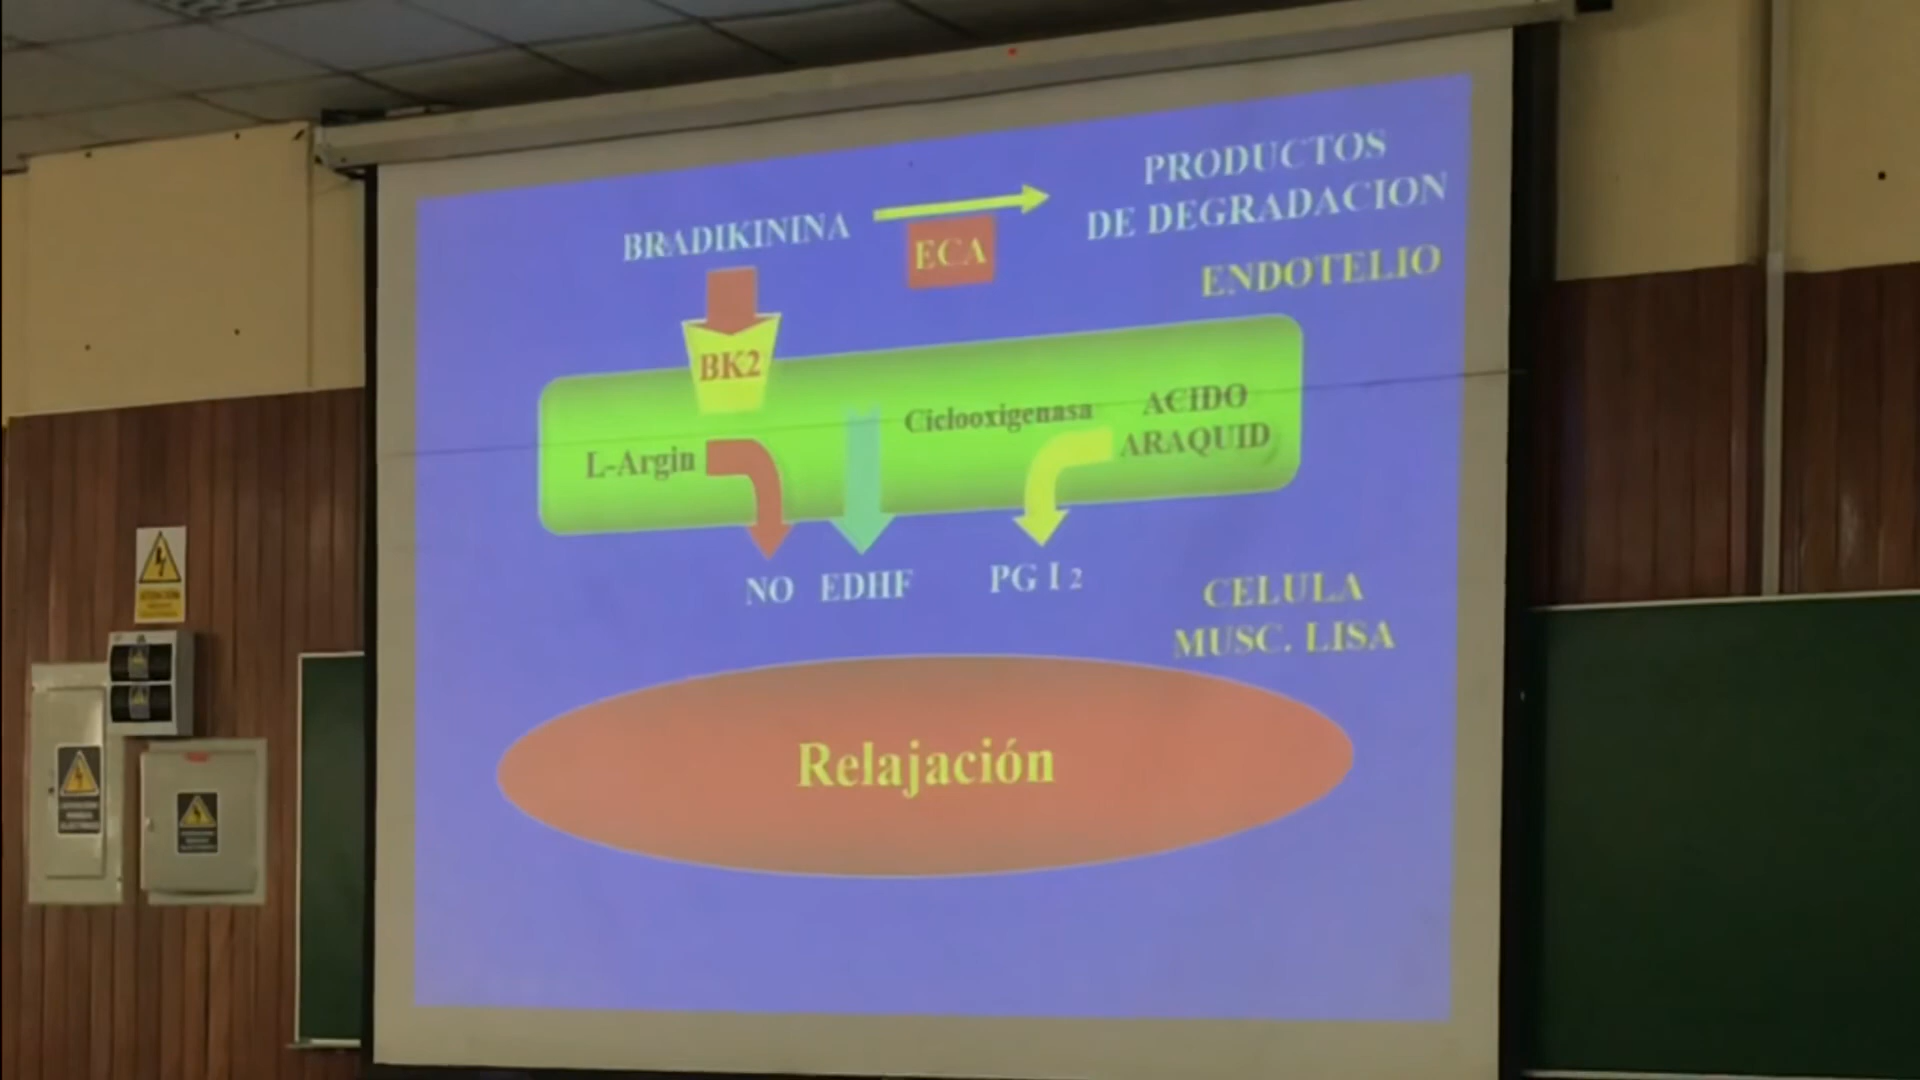 PRODUCTOS
DE DEGRADACION
BRADIKININA
ECA
ENDOTELIO
BK2
Ciclooxigenasa
ACIDO
ARAQUID
L-Argin
NO
EDHF
PG I 2
CELULA
MUSC. LISA
Relajación